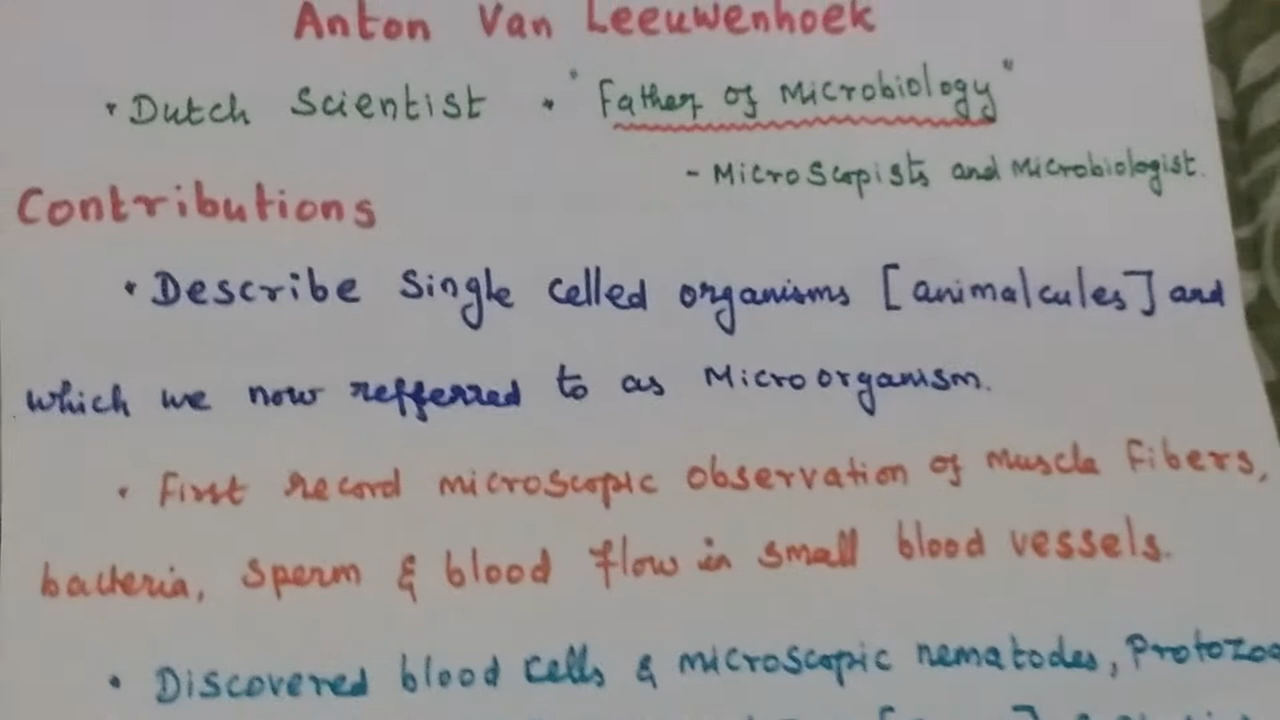 Anton Van Leeuwenhoek
• Dutch Scientist • "Father of Microbiology"
- Microscopists and Microbiologist.
Contributions
• Describe Single celled organisms [animalcules] and
which we now refferred to as Microorganism.
• First record microscopic observation of muscle fibers,
bacteria, sperm & blood flow in small blood vessels.
• Discovered blood cells & microscopic nematodes, Protozoa